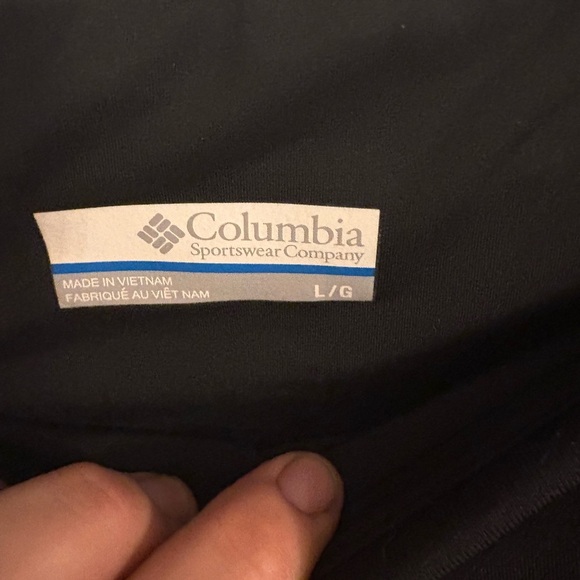 Columbia
Sportswear Company
MADE IN VIETNAM
FABRIQUÉ AU VIÊT NAM
L/G